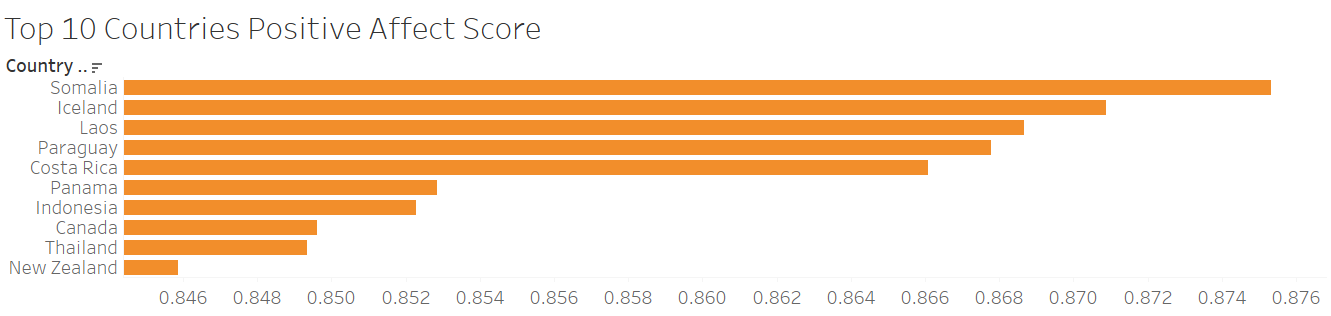 Top 10 Countries Positive Affect Score
Country ..
Somalia
Iceland
Laos
Paraguay
Costa Rica
Panama
Indonesia
Canada
Thailand
New Zealand
0.846 0.848 0.850 0.852 0.854 0.856 0.858 0.860 0.862 0.864 0.866 0.868 0.870 0.872 0.874 0.876